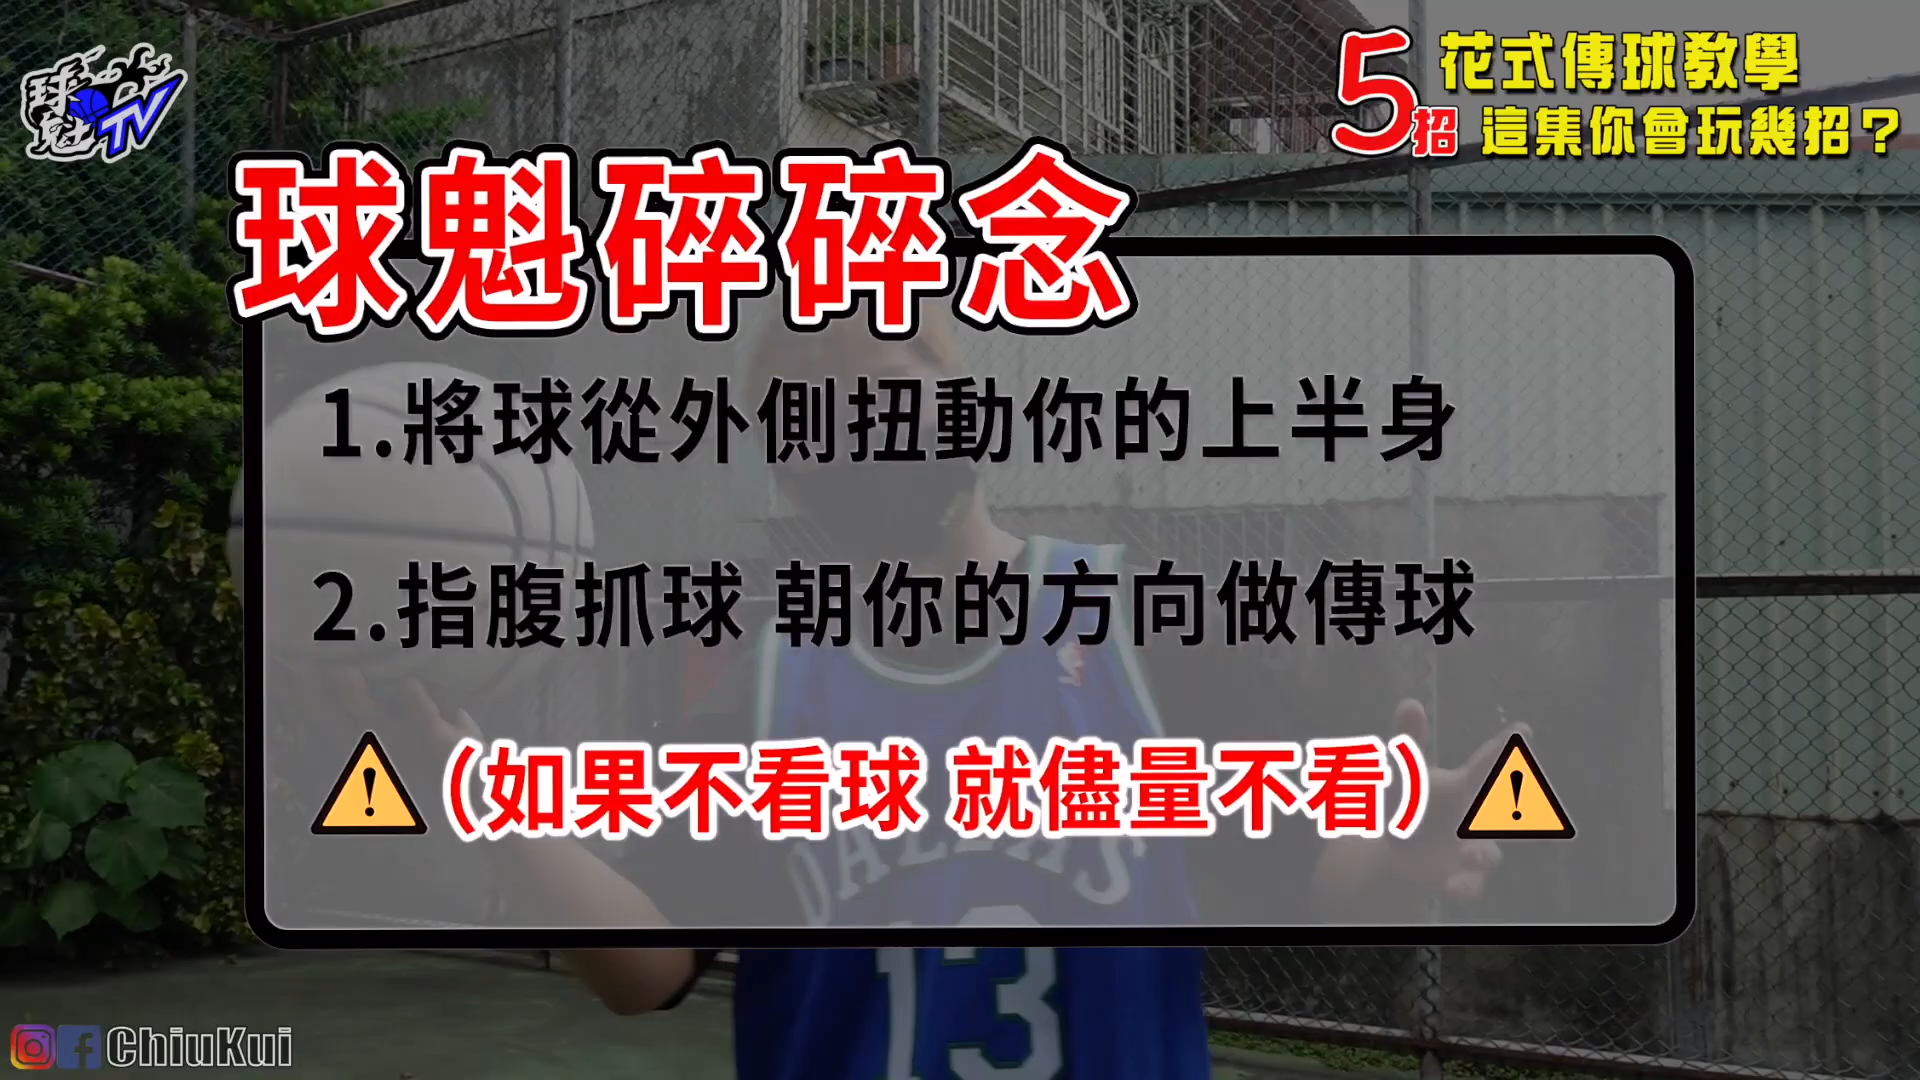 球魁TV
5招 花式傳球教學
這集你會玩幾招？
球魁碎碎念
1.將球從外側扭動你的上半身
2.指腹抓球 朝你的方向做傳球
（如果不看球 就儘量不看）
DALLAS
13
ChiuKui